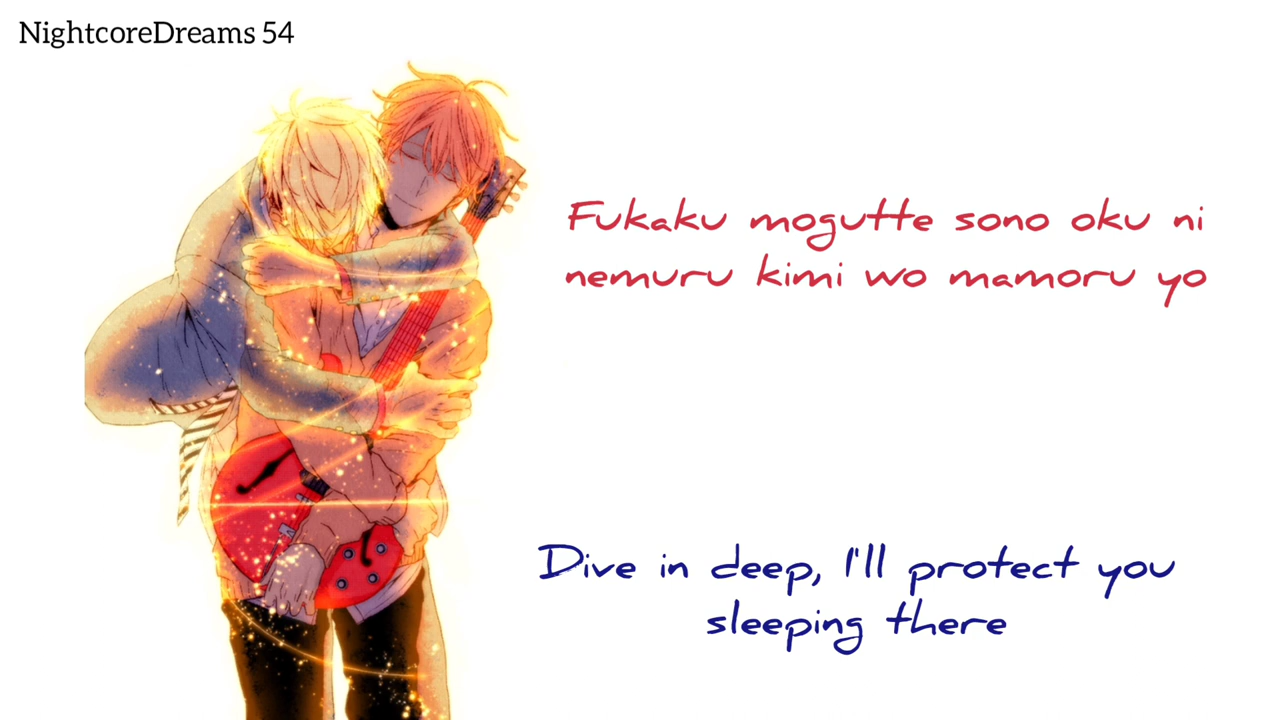 NightcoreDreams 54
Fukaku mogutte sono oku ni
nemuru kimi wo mamoru yo
Dive in deep, I'll protect you
sleeping there